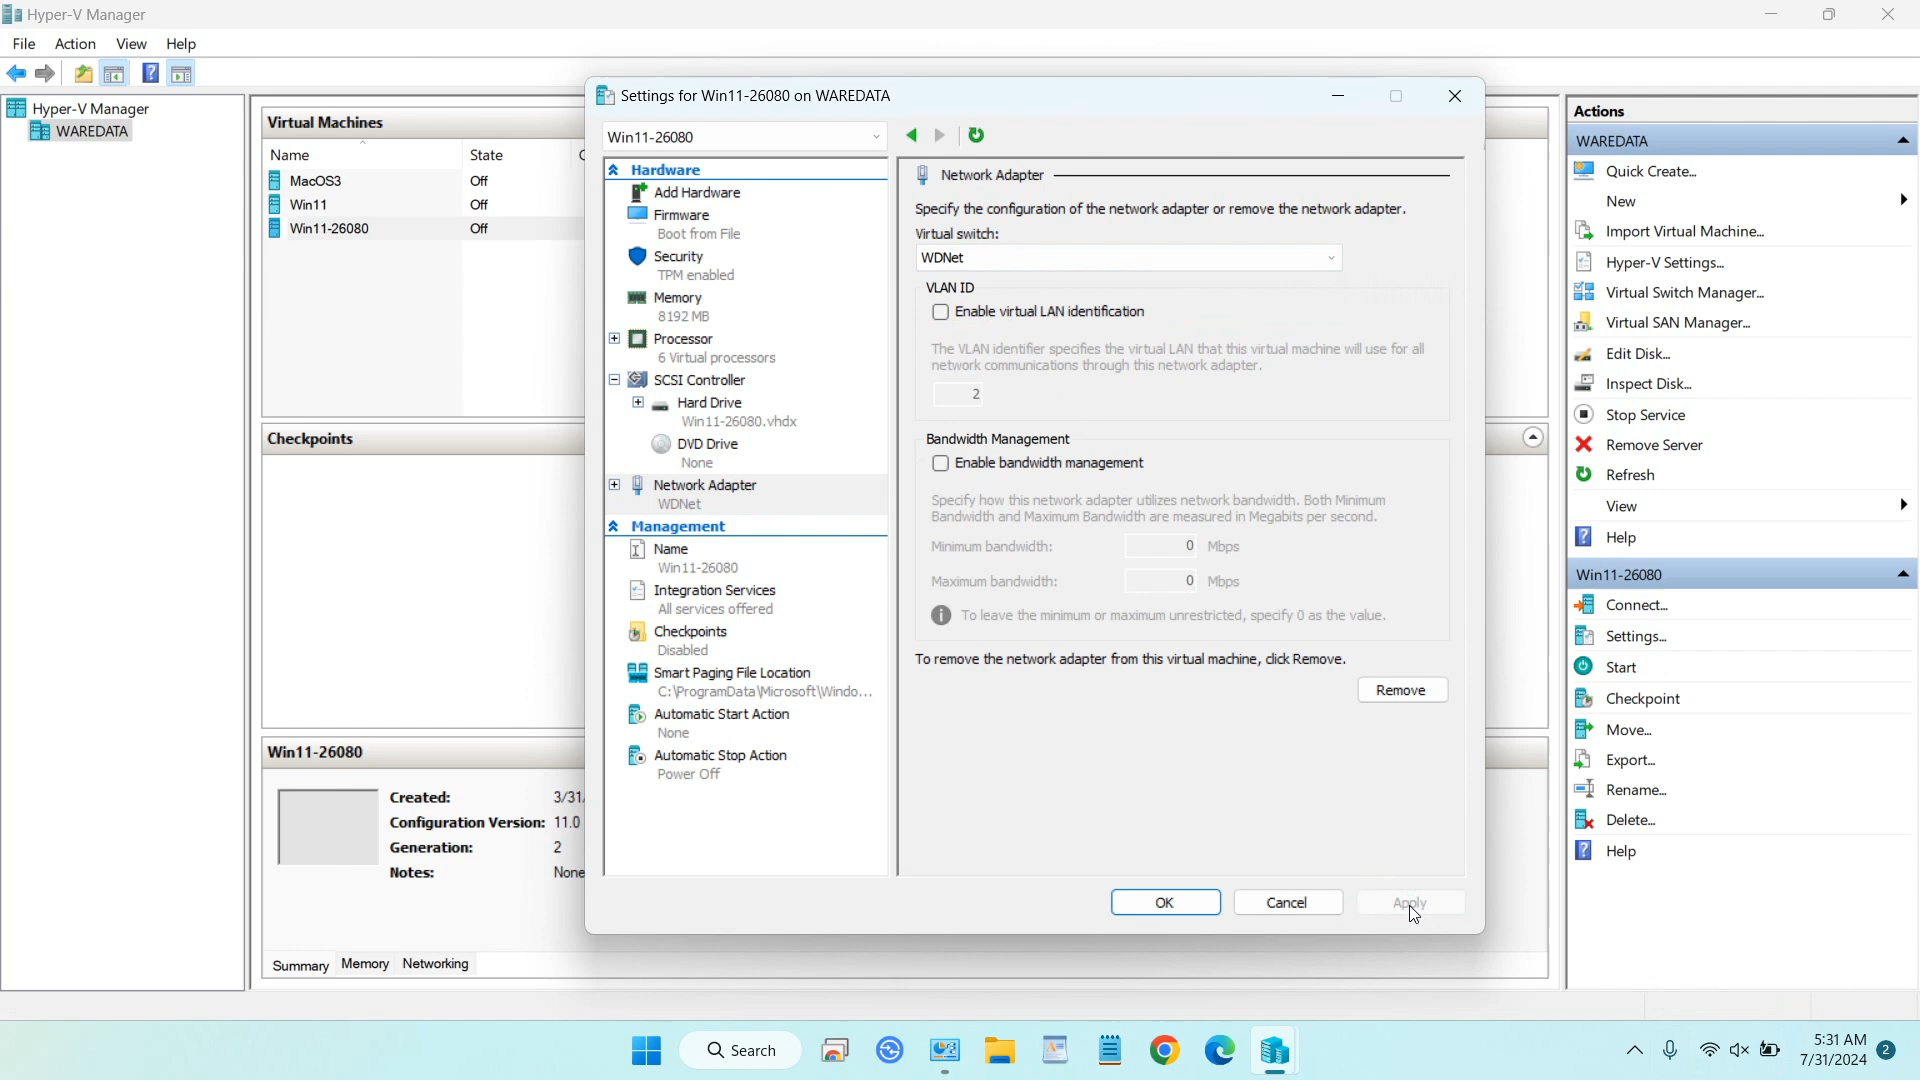 Hyper-V Manager
File Action View Help
Hyper-V Manager
WAREDATA
Virtual Machines
Name State
MacOS3 Off
Win11 Off
Win11-26080 Off
Checkpoints
Win11-26080
Created: 3/31/
Configuration Version: 11.0
Generation: 2
Notes: None
Summary Memory Networking
Settings for Win11-26080 on WAREDATA
Win11-26080
Hardware
Add Hardware
Firmware
Boot from File
Security
TPM enabled
Memory
8192 MB
Processor
6 Virtual processors
SCSI Controller
Hard Drive
Win11-26080.vhdx
DVD Drive
None
Network Adapter
WDNet
Management
Name
Win11-26080
Integration Services
All services offered
Checkpoints
Disabled
Smart Paging File Location
C:\ProgramData\Microsoft\Windo...
Automatic Start Action
None
Automatic Stop Action
Power Off
Network Adapter
Specify the configuration of the network adapter or remove the network adapter.
Virtual switch:
WDNet
VLAN ID
Enable virtual LAN identification
The VLAN identifier specifies the virtual LAN that this virtual machine will use for all
network communications through this network adapter.
2
Bandwidth Management
Enable bandwidth management
Specify how this network adapter utilizes network bandwidth. Both Minimum
Bandwidth and Maximum Bandwidth are measured in Megabits per second.
Minimum bandwidth: 0 Mbps
Maximum bandwidth: 0 Mbps
To leave the minimum or maximum unrestricted, specify 0 as the value.
To remove the network adapter from this virtual machine, click Remove.
Remove
OK Cancel Apply
Actions
WAREDATA
Quick Create...
New
Import Virtual Machine...
Hyper-V Settings...
Virtual Switch Manager...
Virtual SAN Manager...
Edit Disk...
Inspect Disk...
Stop Service
Remove Server
Refresh
View
Help
Win11-26080
Connect...
Settings...
Start
Checkpoint
Move...
Export...
Rename...
Delete...
Help
Search
5:31 AM
7/31/2024
2